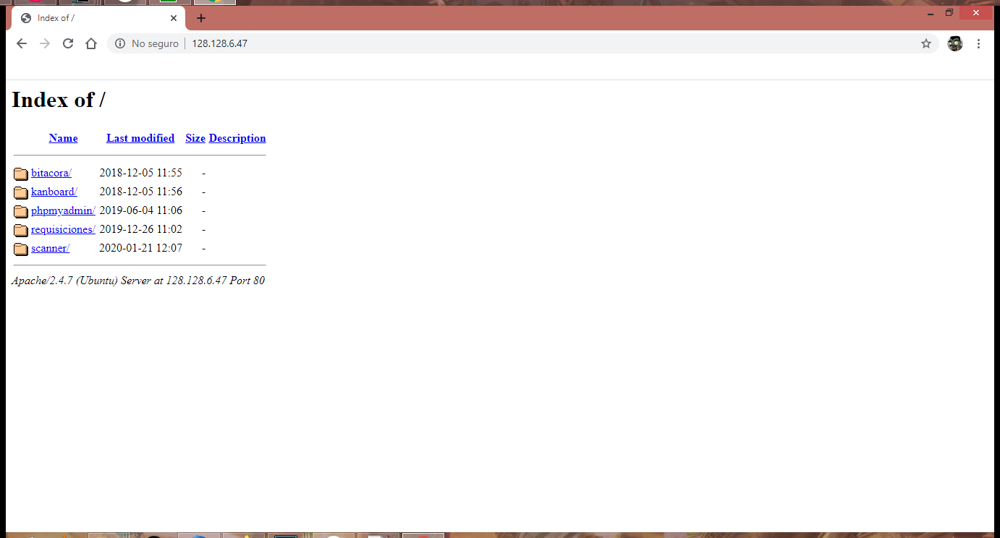 Index of /
No seguro
128.128.6.47
Index of /
Name Last modified Size Description
bitacora/ 2018-12-05 11:55 -
kanboard/ 2018-12-05 11:56 -
phpmyadmin/ 2019-06-04 11:06 -
requisiciones/ 2019-12-26 11:02 -
scanner/ 2020-01-21 12:07 -
Apache/2.4.7 (Ubuntu) Server at 128.128.6.47 Port 80